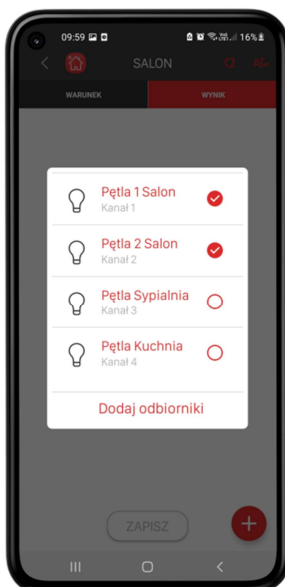 09:59 16%
SALON
WARUNEK WYNIK
Pętla 1 Salon
Kanał 1
Pętla 2 Salon
Kanał 2
Pętla Sypialnia
Kanał 3
Pętla Kuchnia
Kanał 4
Dodaj odbiorniki
ZAPISZ